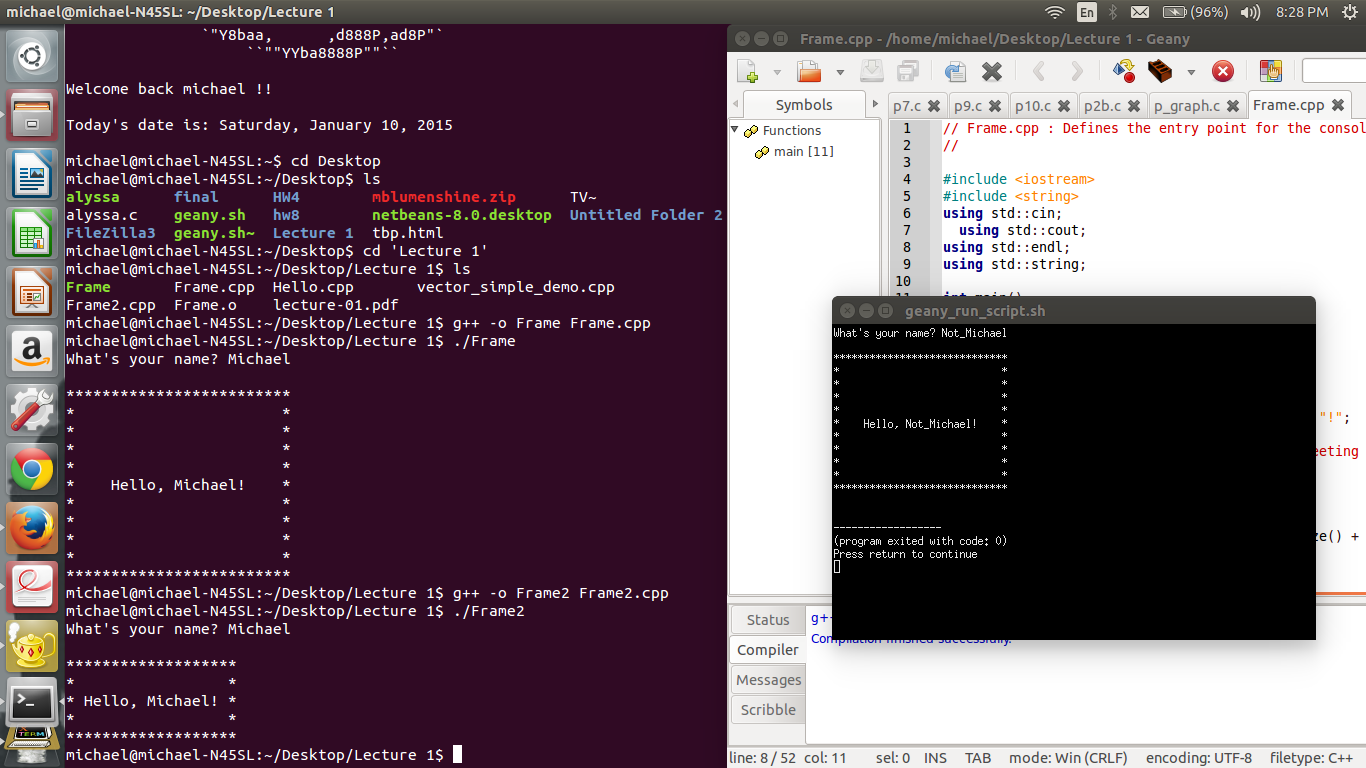 michael@michael-N45SL: ~/Desktop/Lecture 1
En (96%) 8:28 PM
`"Y8baa,      ,d888P,ad8P"`
``""YYba8888P""``
Welcome back michael !!
Today's date is: Saturday, January 10, 2015
michael@michael-N45SL:~$ cd Desktop
michael@michael-N45SL:~/Desktop$ ls
alyssa      final     HW4        mblumenshine.zip      TV~
alyssa.c    geany.sh  hw8        netbeans-8.0.desktop  Untitled Folder 2
FileZilla3  geany.sh~ Lecture 1  tbp.html
michael@michael-N45SL:~/Desktop$ cd 'Lecture 1'
michael@michael-N45SL:~/Desktop/Lecture 1$ ls
Frame       Frame.cpp  Hello.cpp       vector_simple_demo.cpp
Frame2.cpp  Frame.o    lecture-01.pdf
michael@michael-N45SL:~/Desktop/Lecture 1$ g++ -o Frame Frame.cpp
michael@michael-N45SL:~/Desktop/Lecture 1$ ./Frame
What's your name? Michael
*************************
*                       *
*                       *
*                       *
*                       *
*    Hello, Michael!    *
*                       *
*                       *
*                       *
*                       *
*************************
michael@michael-N45SL:~/Desktop/Lecture 1$ g++ -o Frame2 Frame2.cpp
michael@michael-N45SL:~/Desktop/Lecture 1$ ./Frame2
What's your name? Michael
*******************
*                 *
* Hello, Michael! *
*                 *
*******************
michael@michael-N45SL:~/Desktop/Lecture 1$
Frame.cpp - /home/michael/Desktop/Lecture 1 - Geany
Symbols
Functions
main [11]
p7.c p9.c p10.c p2b.c p_graph.c Frame.cpp
1 // Frame.cpp : Defines the entry point for the consol
2 //
3
4 #include <iostream>
5 #include <string>
6 using std::cin;
7   using std::cout;
8 using std::endl;
9 using std::string;
10
11 int main()
"!";
eeting
ze() +
geany_run_script.sh
What's your name? Not_Michael
*****************************
*                           *
*                           *
*                           *
*                           *
*    Hello, Not_Michael!    *
*                           *
*                           *
*                           *
*                           *
*****************************
------------------
(program exited with code: 0)
Press return to continue
Status
Compiler
Messages
Scribble
g++
Compilation finished successfully.
line: 8 / 52 col: 11 sel: 0 INS TAB mode: Win (CRLF) encoding: UTF-8 filetype: C++
a
TERM